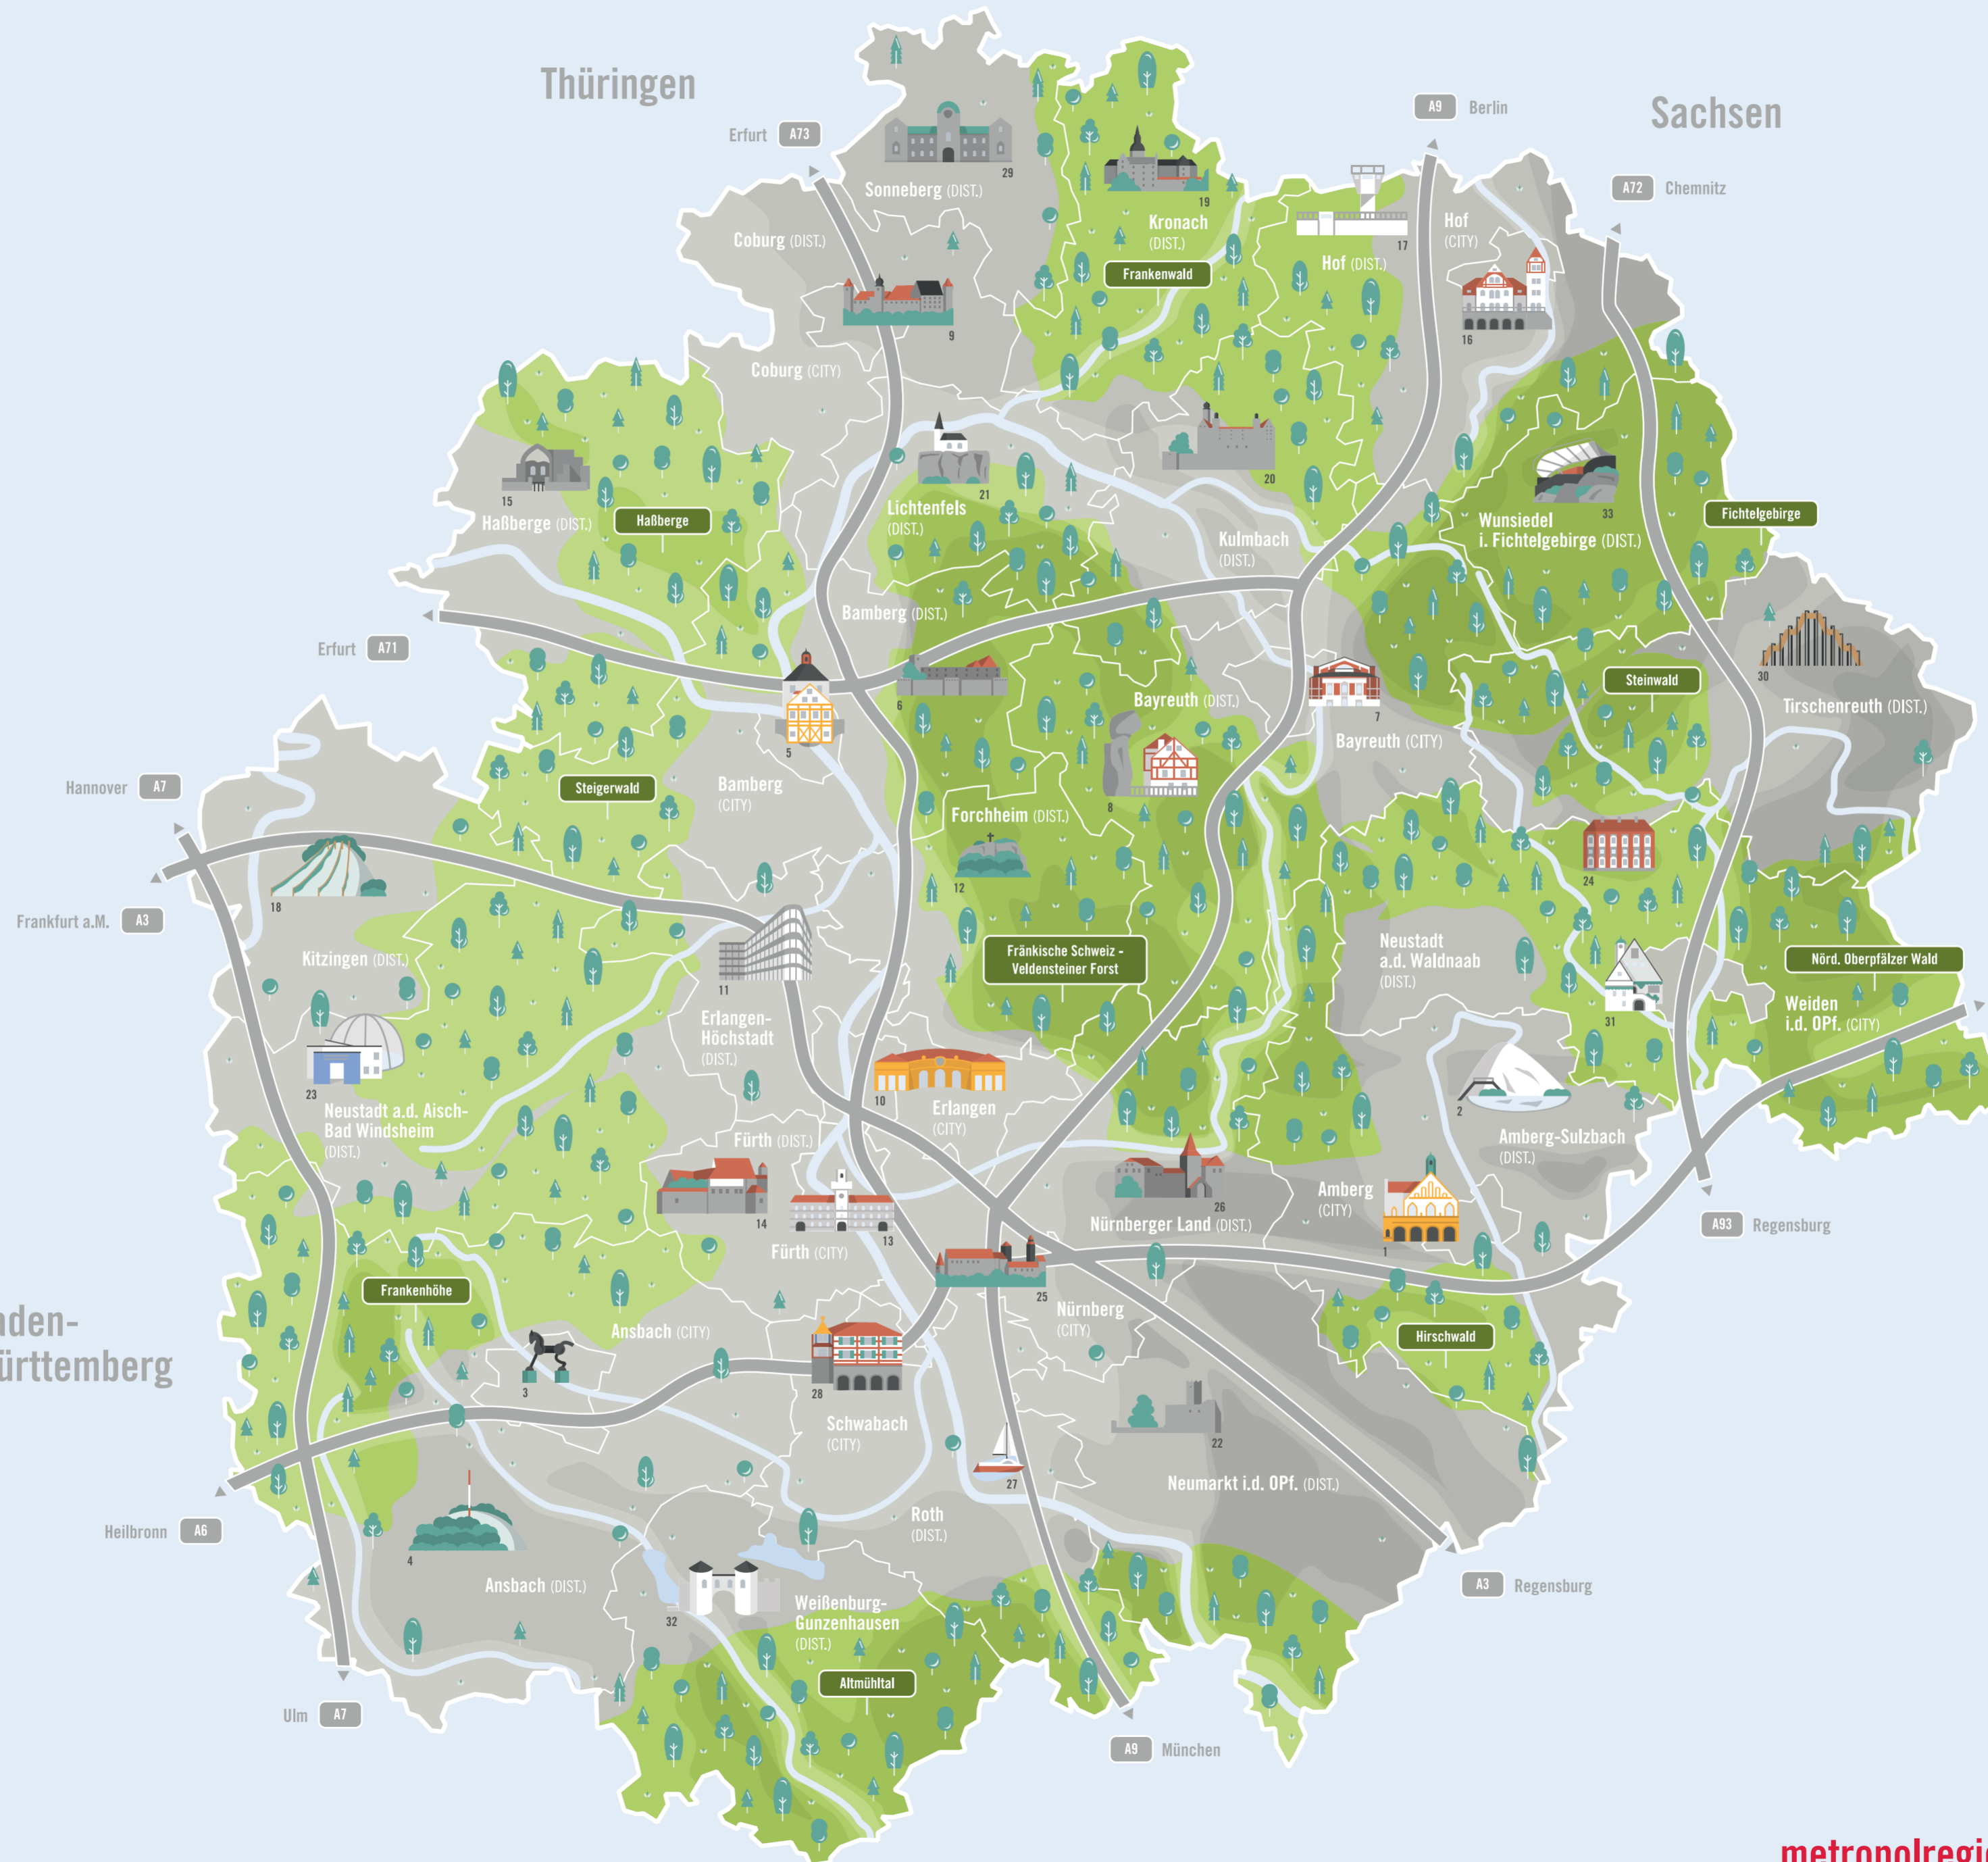 Thüringen
Sachsen
A9 Berlin
Erfurt A73
A72 Chemnitz
29
Sonneberg (DIST.)
19
Kronach
(DIST.)
17
Hof
(CITY)
Coburg (DIST.)
Hof (DIST.)
Frankenwald
9
16
Coburg (CITY)
20
21
15
33
Lichtenfels
(DIST.)
Haßberge (DIST.)
Haßberge
Fichtelgebirge
Wunsiedel
i. Fichtelgebirge (DIST.)
Kulmbach
(DIST.)
Bamberg (DIST.)
Erfurt A71
30
Steinwald
6
Bayreuth (DIST.)
7
Tirschenreuth (DIST.)
Bayreuth (CITY)
5
Hannover A7
Steigerwald
Bamberg
(CITY)
8
Forchheim (DIST.)
24
12
18
Frankfurt a.M. A3
Kitzingen (DIST.)
Fränkische Schweiz -
Veldensteiner Forst
Neustadt
a.d. Waldnaab
(DIST.)
Nörd. Oberpfälzer Wald
11
Weiden
i.d. OPf. (CITY)
31
Erlangen-
Höchstadt
(DIST.)
23
10
Neustadt a.d. Aisch-
Bad Windsheim
(DIST.)
Erlangen
(CITY)
2
Amberg-Sulzbach
(DIST.)
Fürth (DIST.)
Amberg
(CITY)
14
13
26
Nürnberger Land (DIST.)
A93 Regensburg
Fürth (CITY)
1
Frankenhöhe
25
Nürnberg
(CITY)
aden-
ürttemberg
Ansbach (CITY)
Hirschwald
3
28
Schwabach
(CITY)
22
27
Neumarkt i.d. OPf. (DIST.)
Roth
(DIST.)
Heilbronn A6
4
Ansbach (DIST.)
A3 Regensburg
32
Weißenburg-
Gunzenhausen
(DIST.)
Altmühltal
Ulm A7
A9 München
metropolregi